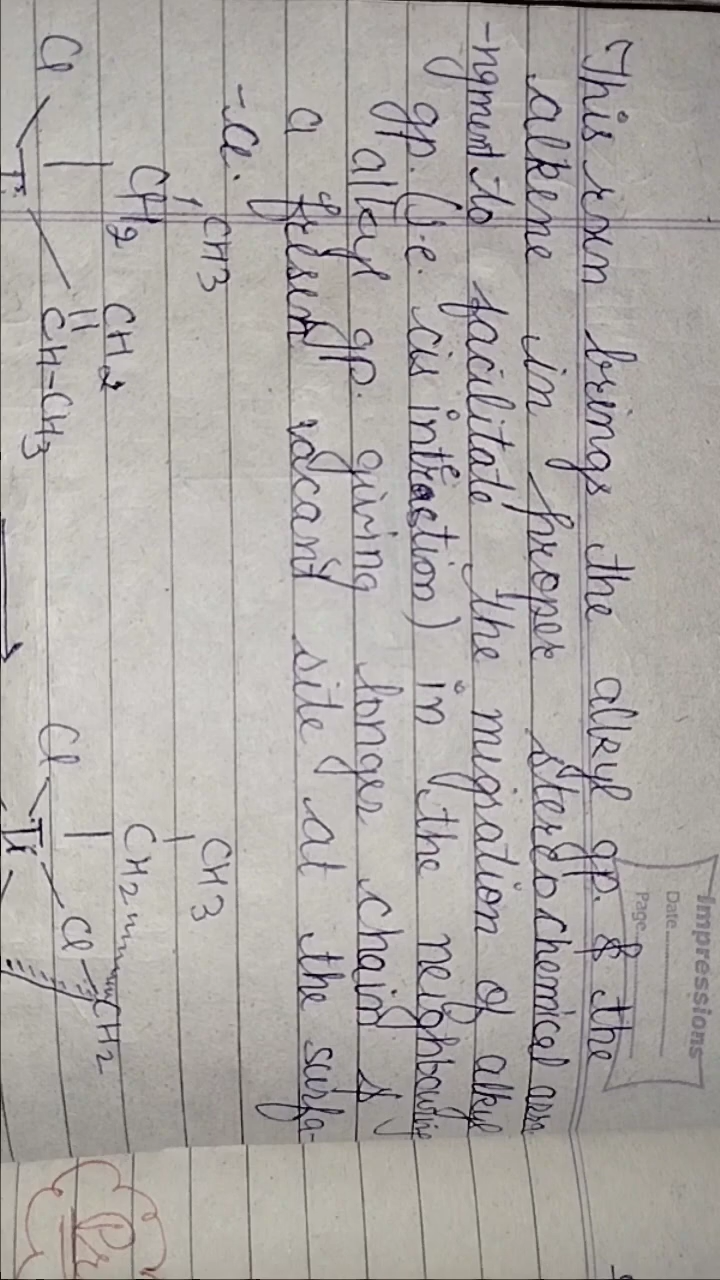 Impressions
Date
Page
This rxn brings the alkyl gp. & the
alkene in proper stereochemical arra
-ngment to facilitate the migration of alkyl
gp. (i.e. cis interaction) in the neighbouring
alkyl gp. giving longer chain &
a fresh vacant site at the surfa-
-ce.
CH3 CH3
CH2 CH2 CH2
Cl CH-CH3 Cl Cl CH2
Ti Ti